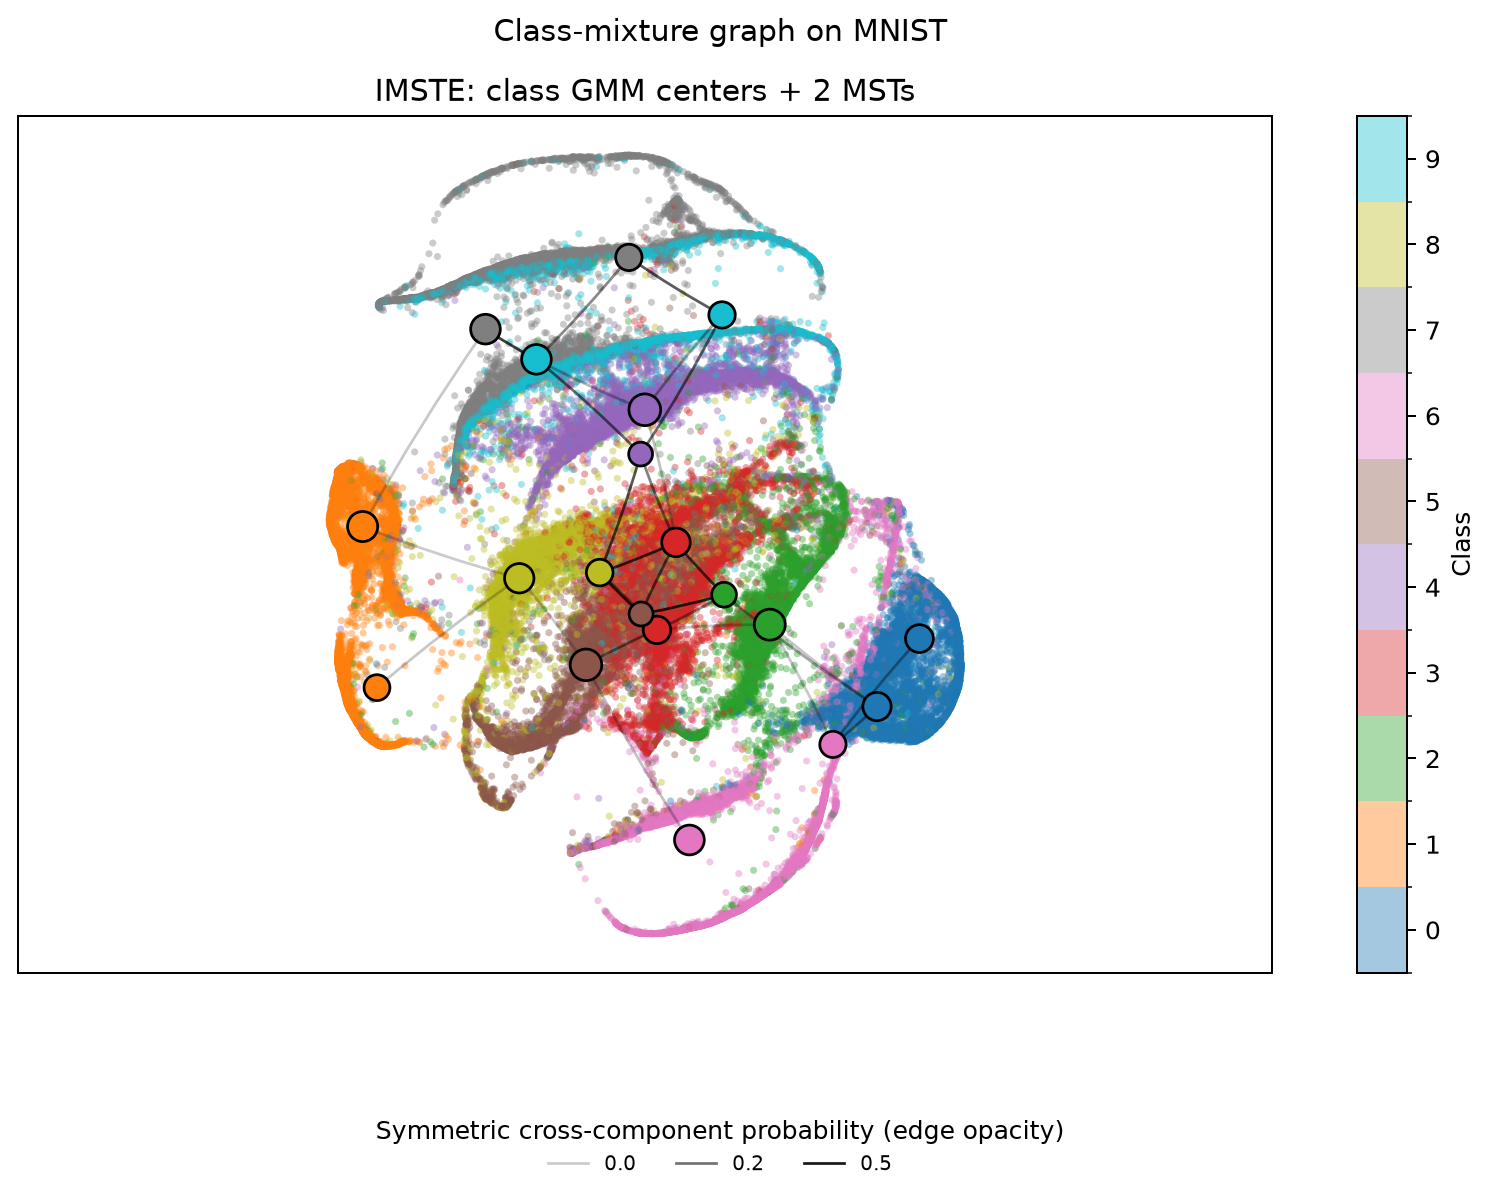 Class-mixture graph on MNIST
IMSTE: class GMM centers + 2 MSTs
9
8
7
6
5
4
3
2
1
0
Class
Symmetric cross-component probability (edge opacity)
0.0 0.2 0.5